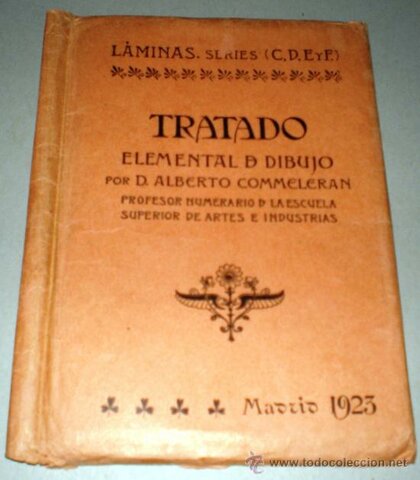 LÁMINAS. SERIES (C, D, E y F.)
TRATADO
ELEMENTAL D DIBUJO
POR D. ALBERTO COMMELERAN
PROFESOR NUMERARIO D LA ESCUELA
SUPERIOR DE ARTES E INDUSTRIAS
Madrid 1923
© www.todocoleccion.net